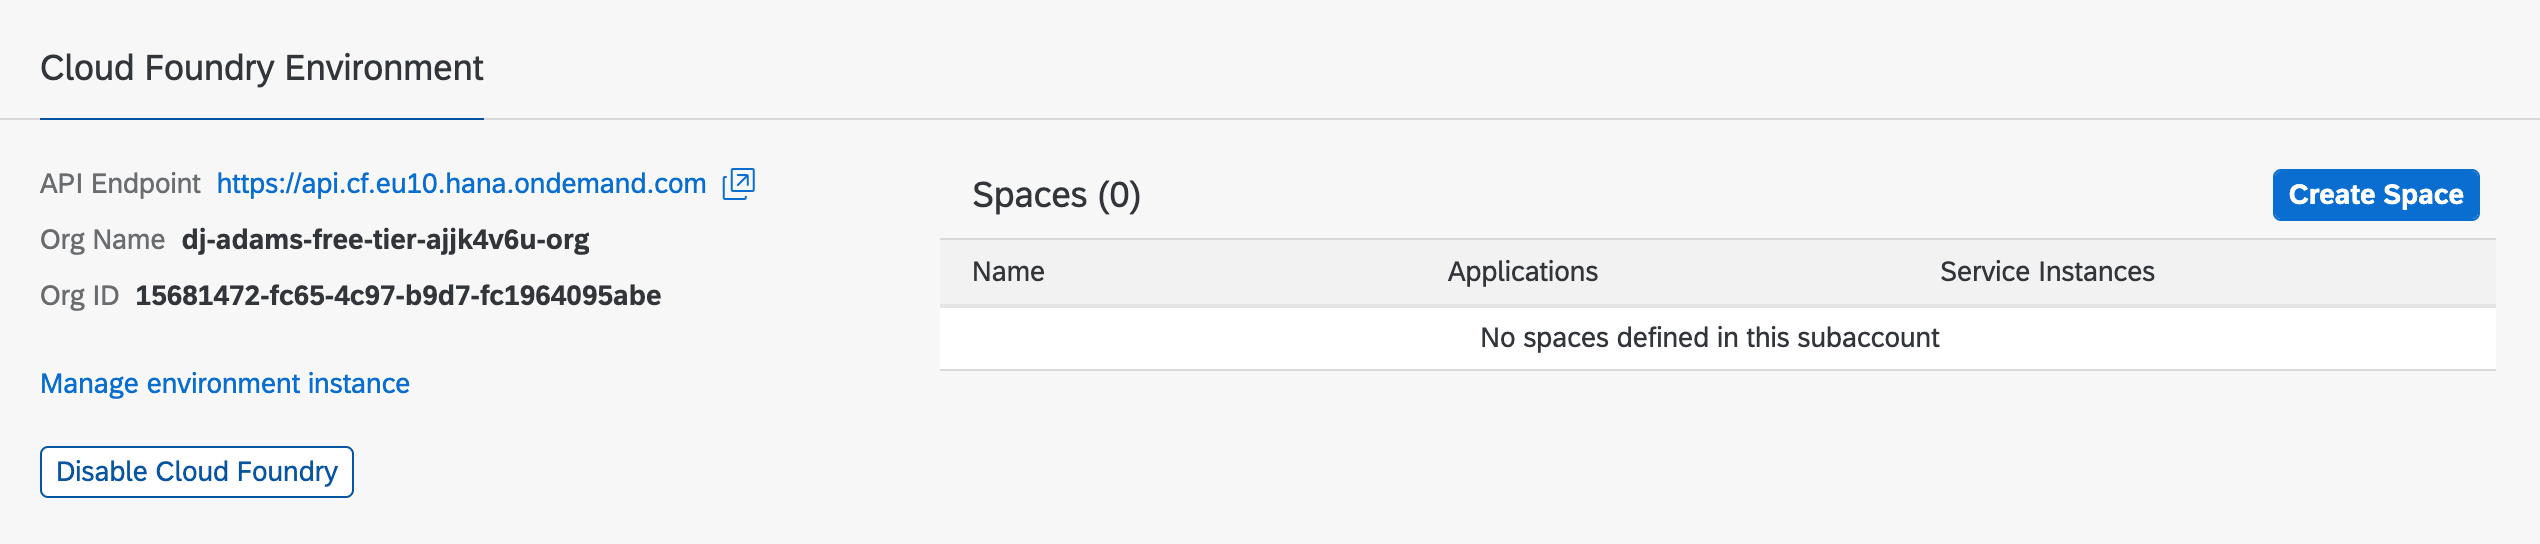 Cloud Foundry Environment
API Endpoint https://api.cf.eu10.hana.ondemand.com
Org Name dj-adams-free-tier-ajjk4v6u-org
Org ID 15681472-fc65-4c97-b9d7-fc1964095abe
Manage environment instance
Disable Cloud Foundry
Spaces (0)
Create Space
Name Applications Service Instances
No spaces defined in this subaccount